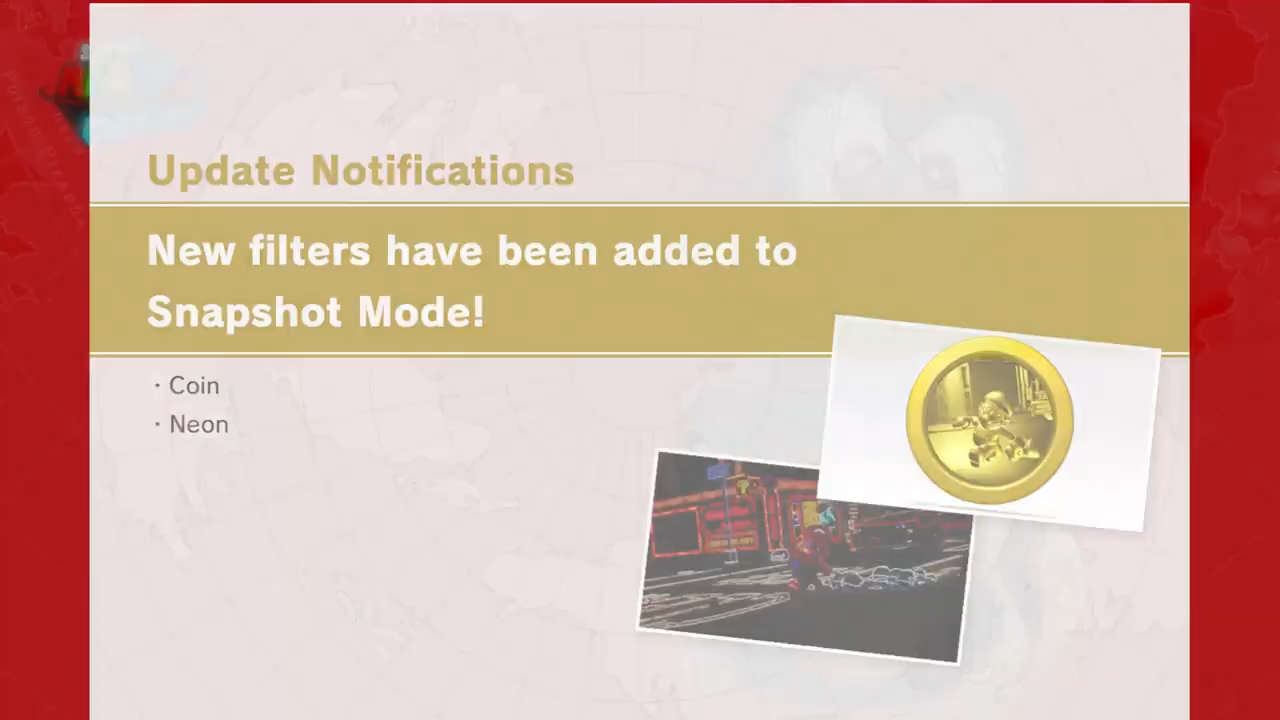 Update Notifications
New filters have been added to
Snapshot Mode!
· Coin
· Neon